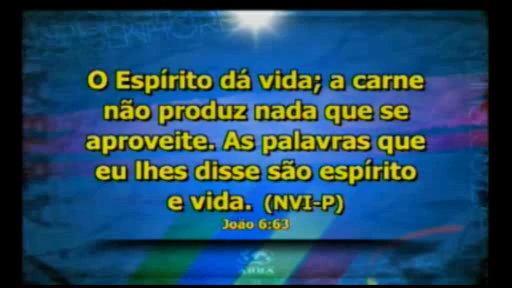 O Espírito dá vida; a carne
não produz nada que se
aproveite. As palavras que
eu lhes disse são espírito
e vida. (NVI-P)
João 6:63